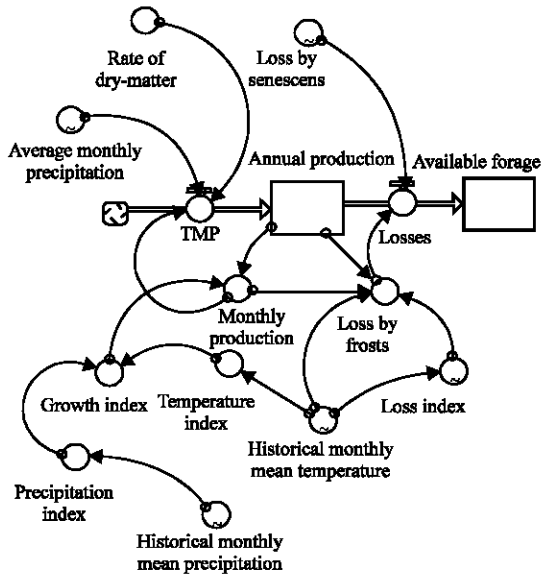 Rate of
dry-matter
Loss by
senescens
Average monthly
precipitation
Annual production
Available forage
TMP
Losses
Monthly
production
Loss by
frosts
Growth index
Temperature
index
Loss index
Historical monthly
mean temperature
Precipitation
index
Historical monthly
mean precipitation